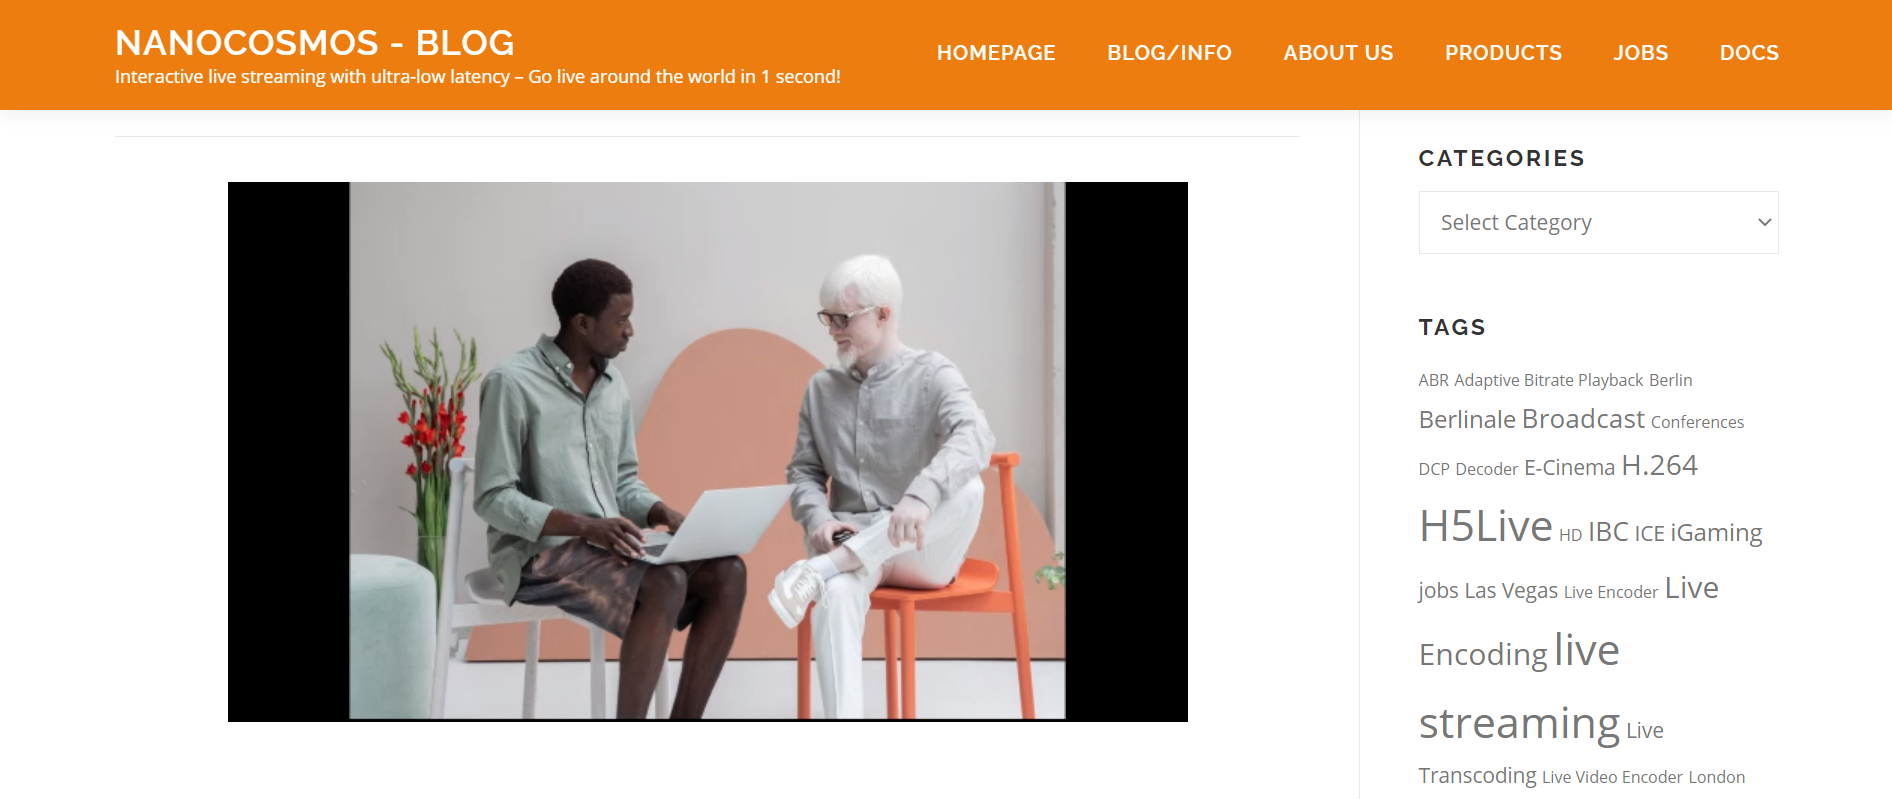 NANOCOSMOS - BLOG
Interactive live streaming with ultra-low latency – Go live around the world in 1 second!
HOMEPAGE BLOG/INFO ABOUT US PRODUCTS JOBS DOCS
CATEGORIES
Select Category
TAGS
ABR Adaptive Bitrate Playback Berlin
Berlinale Broadcast Conferences
DCP Decoder E-Cinema H.264
H5Live HD IBC ICE iGaming
jobs Las Vegas Live Encoder Live
Encoding live
streaming Live
Transcoding Live Video Encoder London